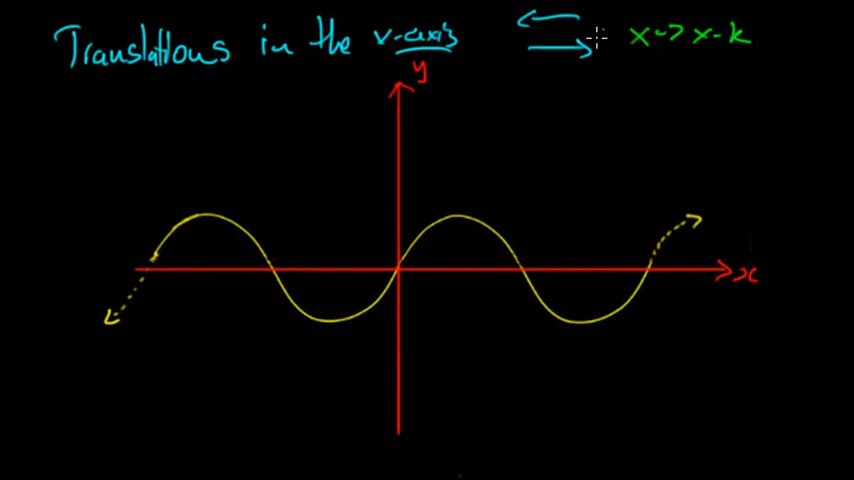 Translations in the x-axis x -> x - k
y
x